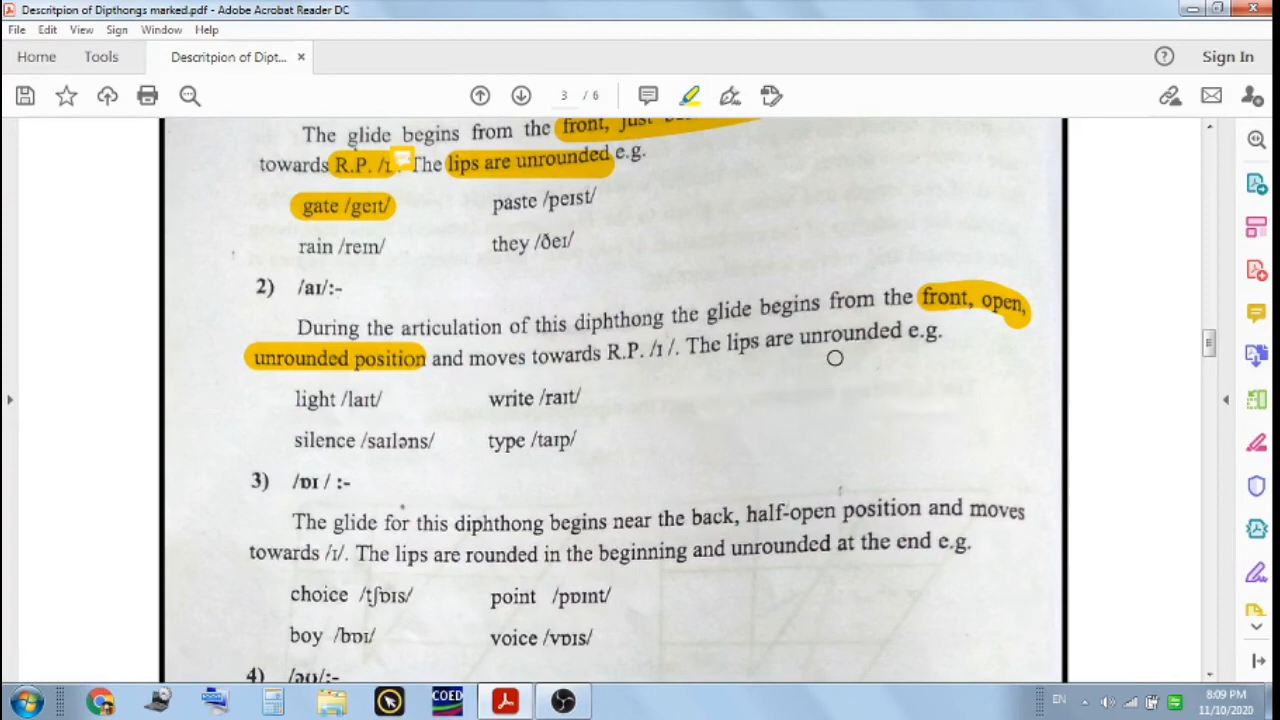 Descritpion of Dipthongs marked.pdf - Adobe Acrobat Reader DC
File Edit View Window Help
Home Tools Descritpion of Dipt... × Sign In
3 / 6
The glide begins from the front, just
towards R.P. /ɪ . The lips are unrounded e.g.
gate /geɪt/ paste /peɪst/
rain /reɪn/ they /ðeɪ/
2) /aɪ/:-
During the articulation of this diphthong the glide begins from the front, open,
unrounded position and moves towards R.P. /ɪ /. The lips are unrounded e.g.
light /laɪt/ write /raɪt/
silence /saɪləns/ type /taɪp/
3) /ɒɪ / :-
The glide for this diphthong begins near the back, half-open position and moves
towards /ɪ/. The lips are rounded in the beginning and unrounded at the end e.g.
choice /tʃɒɪs/ point /pɒɪnt/
boy /bɒɪ/ voice /vɒɪs/
4) /əʊ/:-
COED EN 8:09 PM
11/10/2020